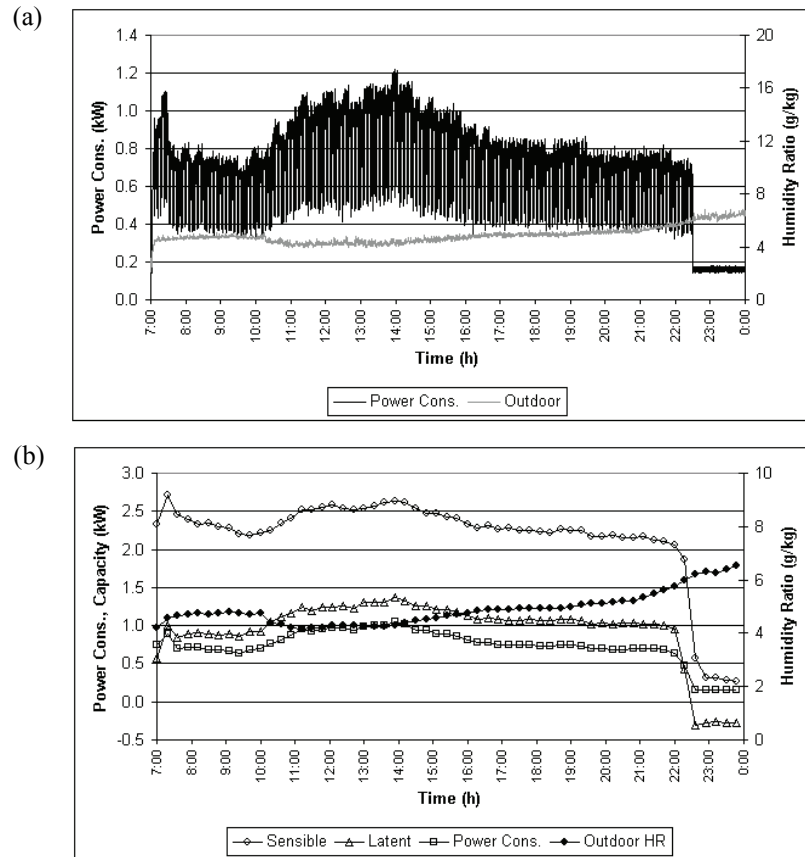 (a)
1.4
1.2
1.0
0.8
0.6
0.4
0.2
0.0
Power Cons. (kW)
20
16
12
8
4
0
Humidity Ratio (g/kg)
7:00 8:00 9:00 10:00 11:00 12:00 13:00 14:00 15:00 16:00 17:00 18:00 19:00 20:00 21:00 22:00 23:00 0:00
Time (h)
Power Cons. Outdoor
(b)
3.0
2.5
2.0
1.5
1.0
0.5
0.0
-0.5
Power Cons., Capacity (kW)
10
8
6
4
2
0
Humidity Ratio (g/kg)
7:00 8:00 9:00 10:00 11:00 12:00 13:00 14:00 15:00 16:00 17:00 18:00 19:00 20:00 21:00 22:00 23:00 0:00
Time (h)
Sensible Latent Power Cons. Outdoor HR